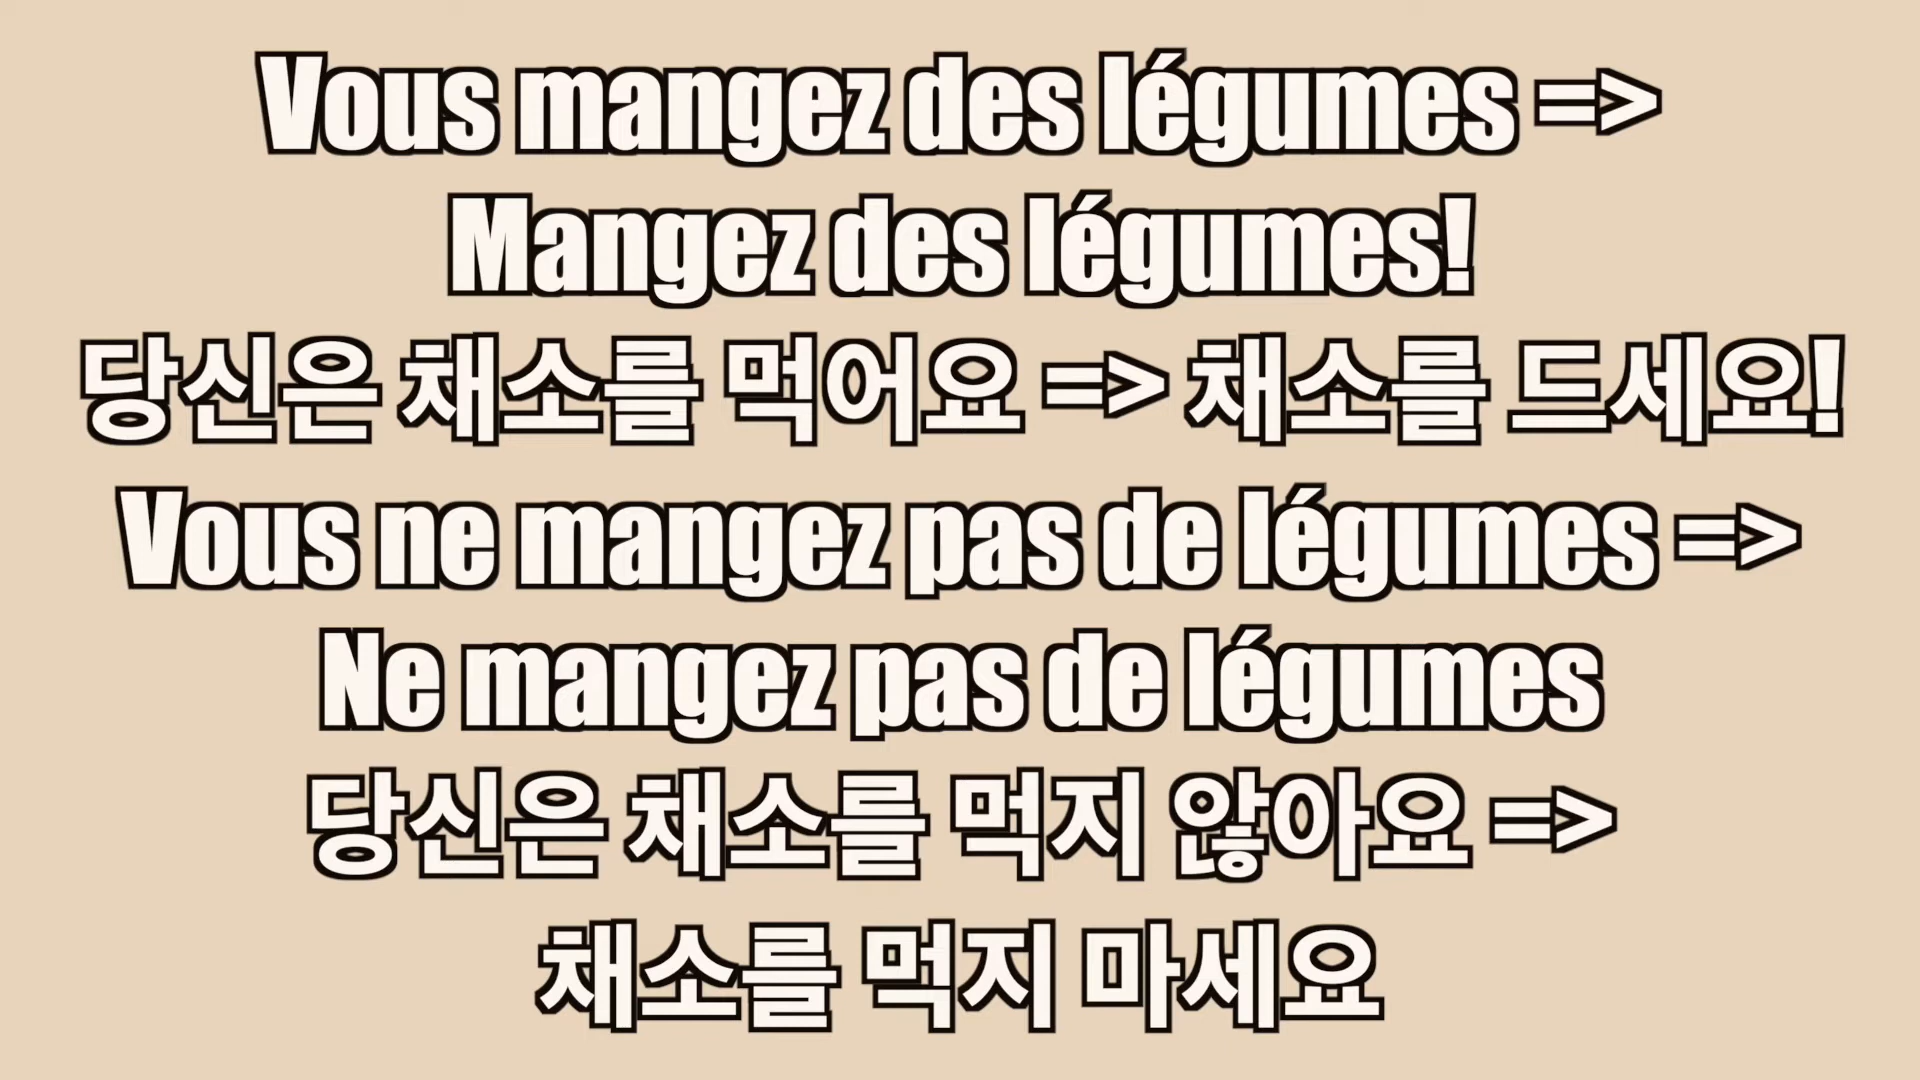 Vous mangez des légumes =>
Mangez des légumes!
당신은 채소를 먹어요 => 채소를 드세요!
Vous ne mangez pas de légumes =>
Ne mangez pas de légumes
당신은 채소를 먹지 않아요 =>
채소를 먹지 마세요